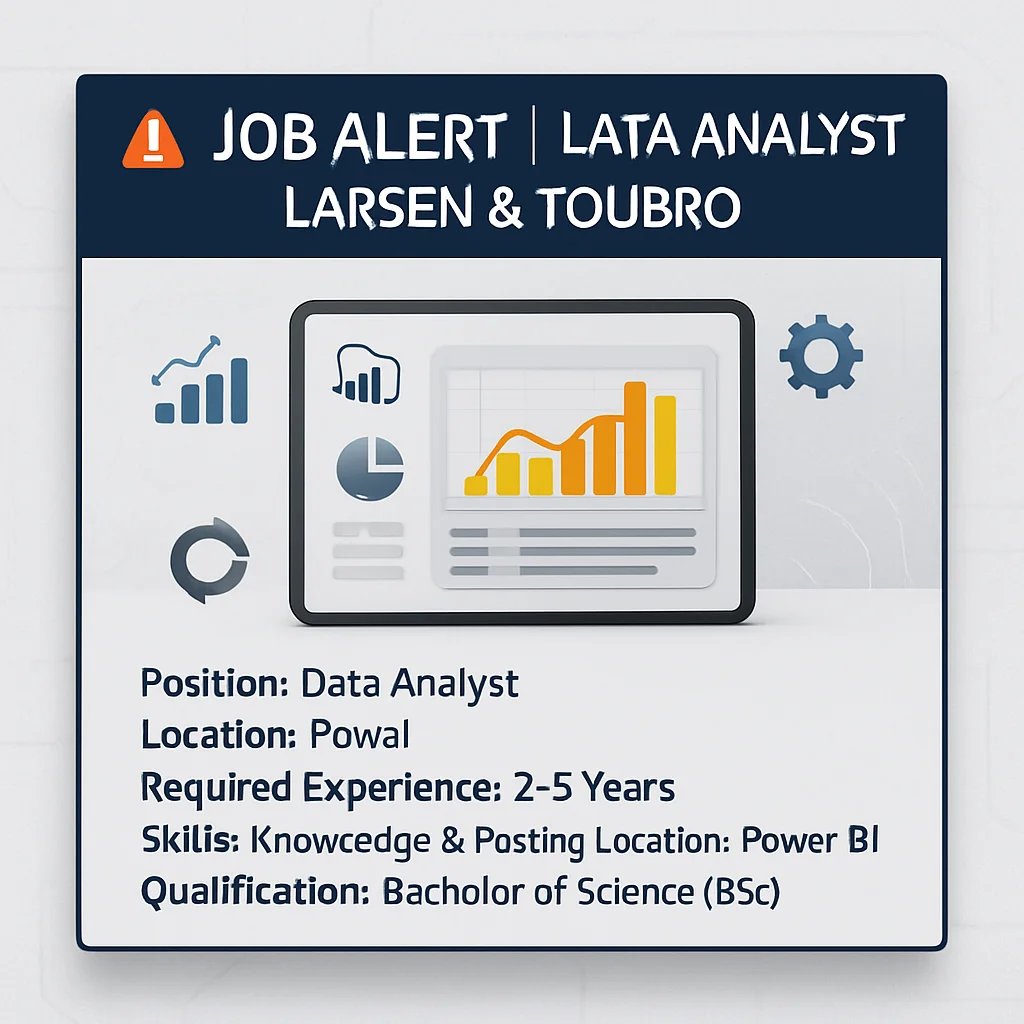 JOB ALERT | LATA ANALYST
LARSEN & TOUBRO
Position: Data Analyst
Location: Powal
Required Experience: 2-5 Years
Skilis: Knowcedge & Posting Location: Power BI
Qualification: Bacholor of Science (BSc)